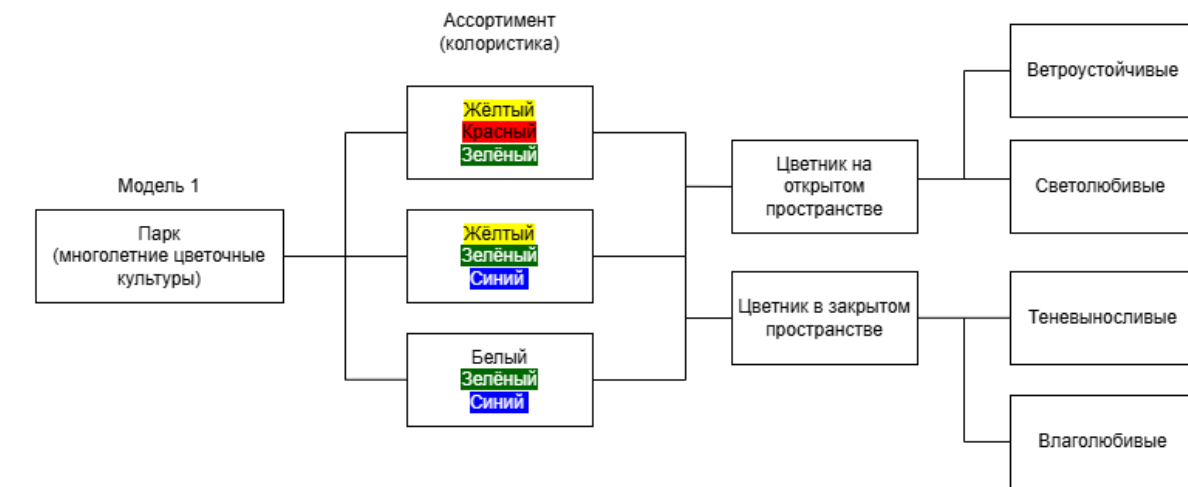 Ассортимент
(колористика)
Модель 1
Парк
(многолетние цветочные
культуры)
Жёлтый
Красный
Зелёный
Жёлтый
Зелёный
Синий
Белый
Зелёный
Синий
Цветник на
открытом
пространстве
Цветник в закрытом
пространстве
Ветроустойчивые
Светолюбивые
Теневыносливые
Влаголюбивые